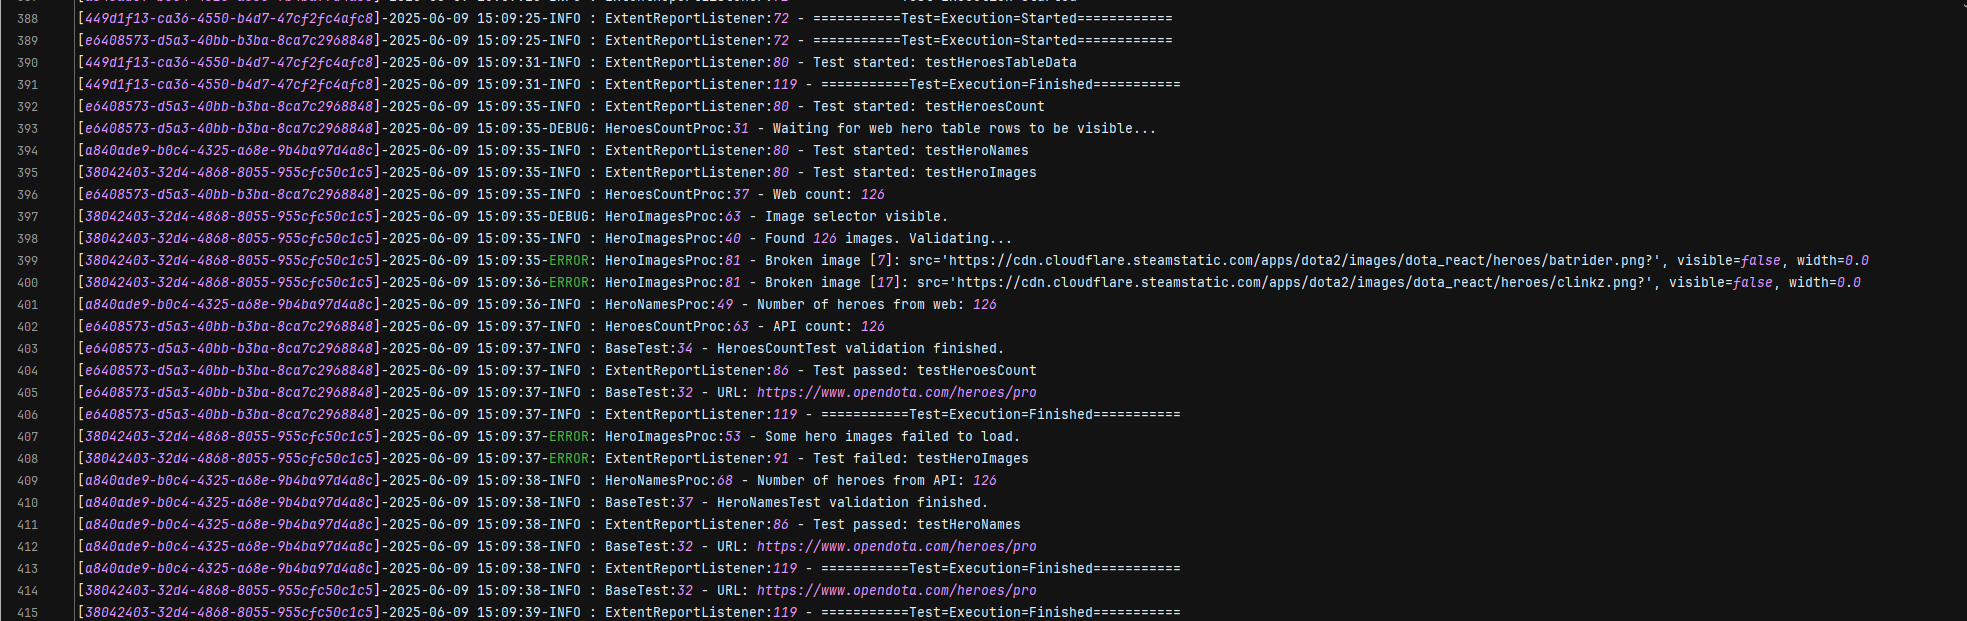 388 [449d1f13-ca36-4550-b4d7-47cf2fc4afc8]-2025-06-09 15:09:25-INFO : ExtentReportListener:72 - ===========Test=Execution=Started============
389 [e6408573-d5a3-40bb-b3ba-8ca7c2968848]-2025-06-09 15:09:25-INFO : ExtentReportListener:72 - ===========Test=Execution=Started============
390 [449d1f13-ca36-4550-b4d7-47cf2fc4afc8]-2025-06-09 15:09:31-INFO : ExtentReportListener:80 - Test started: testHeroesTableData
391 [449d1f13-ca36-4550-b4d7-47cf2fc4afc8]-2025-06-09 15:09:31-INFO : ExtentReportListener:119 - ===========Test=Execution=Finished===========
392 [e6408573-d5a3-40bb-b3ba-8ca7c2968848]-2025-06-09 15:09:35-INFO : ExtentReportListener:80 - Test started: testHeroesCount
393 [e6408573-d5a3-40bb-b3ba-8ca7c2968848]-2025-06-09 15:09:35-DEBUG: HeroesCountProc:31 - Waiting for web hero table rows to be visible...
394 [a840ade9-b0c4-4325-a68e-9b4ba97d4a8c]-2025-06-09 15:09:35-INFO : ExtentReportListener:80 - Test started: testHeroNames
395 [38042403-32d4-4868-8055-955cfc50c1c5]-2025-06-09 15:09:35-INFO : ExtentReportListener:80 - Test started: testHeroImages
396 [e6408573-d5a3-40bb-b3ba-8ca7c2968848]-2025-06-09 15:09:35-INFO : HeroesCountProc:37 - Web count: 126
397 [38042403-32d4-4868-8055-955cfc50c1c5]-2025-06-09 15:09:35-DEBUG: HeroImagesProc:63 - Image selector visible.
398 [38042403-32d4-4868-8055-955cfc50c1c5]-2025-06-09 15:09:35-INFO : HeroImagesProc:40 - Found 126 images. Validating...
399 [38042403-32d4-4868-8055-955cfc50c1c5]-2025-06-09 15:09:35-ERROR: HeroImagesProc:81 - Broken image [7]: src='https://cdn.cloudflare.steamstatic.com/apps/dota2/images/dota_react/heroes/batrider.png?', visible=false, width=0.0
400 [38042403-32d4-4868-8055-955cfc50c1c5]-2025-06-09 15:09:36-ERROR: HeroImagesProc:81 - Broken image [17]: src='https://cdn.cloudflare.steamstatic.com/apps/dota2/images/dota_react/heroes/clinkz.png?', visible=false, width=0.0
401 [a840ade9-b0c4-4325-a68e-9b4ba97d4a8c]-2025-06-09 15:09:36-INFO : HeroNamesProc:49 - Number of heroes from web: 126
402 [e6408573-d5a3-40bb-b3ba-8ca7c2968848]-2025-06-09 15:09:37-INFO : HeroesCountProc:63 - API count: 126
403 [e6408573-d5a3-40bb-b3ba-8ca7c2968848]-2025-06-09 15:09:37-INFO : BaseTest:34 - HeroesCountTest validation finished.
404 [e6408573-d5a3-40bb-b3ba-8ca7c2968848]-2025-06-09 15:09:37-INFO : ExtentReportListener:86 - Test passed: testHeroesCount
405 [e6408573-d5a3-40bb-b3ba-8ca7c2968848]-2025-06-09 15:09:37-INFO : BaseTest:32 - URL: https://www.opendota.com/heroes/pro
406 [e6408573-d5a3-40bb-b3ba-8ca7c2968848]-2025-06-09 15:09:37-INFO : ExtentReportListener:119 - ===========Test=Execution=Finished===========
407 [38042403-32d4-4868-8055-955cfc50c1c5]-2025-06-09 15:09:37-ERROR: HeroImagesProc:53 - Some hero images failed to load.
408 [38042403-32d4-4868-8055-955cfc50c1c5]-2025-06-09 15:09:37-ERROR: ExtentReportListener:91 - Test failed: testHeroImages
409 [a840ade9-b0c4-4325-a68e-9b4ba97d4a8c]-2025-06-09 15:09:38-INFO : HeroNamesProc:68 - Number of heroes from API: 126
410 [a840ade9-b0c4-4325-a68e-9b4ba97d4a8c]-2025-06-09 15:09:38-INFO : BaseTest:37 - HeroNamesTest validation finished.
411 [a840ade9-b0c4-4325-a68e-9b4ba97d4a8c]-2025-06-09 15:09:38-INFO : ExtentReportListener:86 - Test passed: testHeroNames
412 [a840ade9-b0c4-4325-a68e-9b4ba97d4a8c]-2025-06-09 15:09:38-INFO : BaseTest:32 - URL: https://www.opendota.com/heroes/pro
413 [a840ade9-b0c4-4325-a68e-9b4ba97d4a8c]-2025-06-09 15:09:38-INFO : ExtentReportListener:119 - ===========Test=Execution=Finished===========
414 [38042403-32d4-4868-8055-955cfc50c1c5]-2025-06-09 15:09:38-INFO : BaseTest:32 - URL: https://www.opendota.com/heroes/pro
415 [38042403-32d4-4868-8055-955cfc50c1c5]-2025-06-09 15:09:39-INFO : ExtentReportListener:119 - ===========Test=Execution=Finished===========